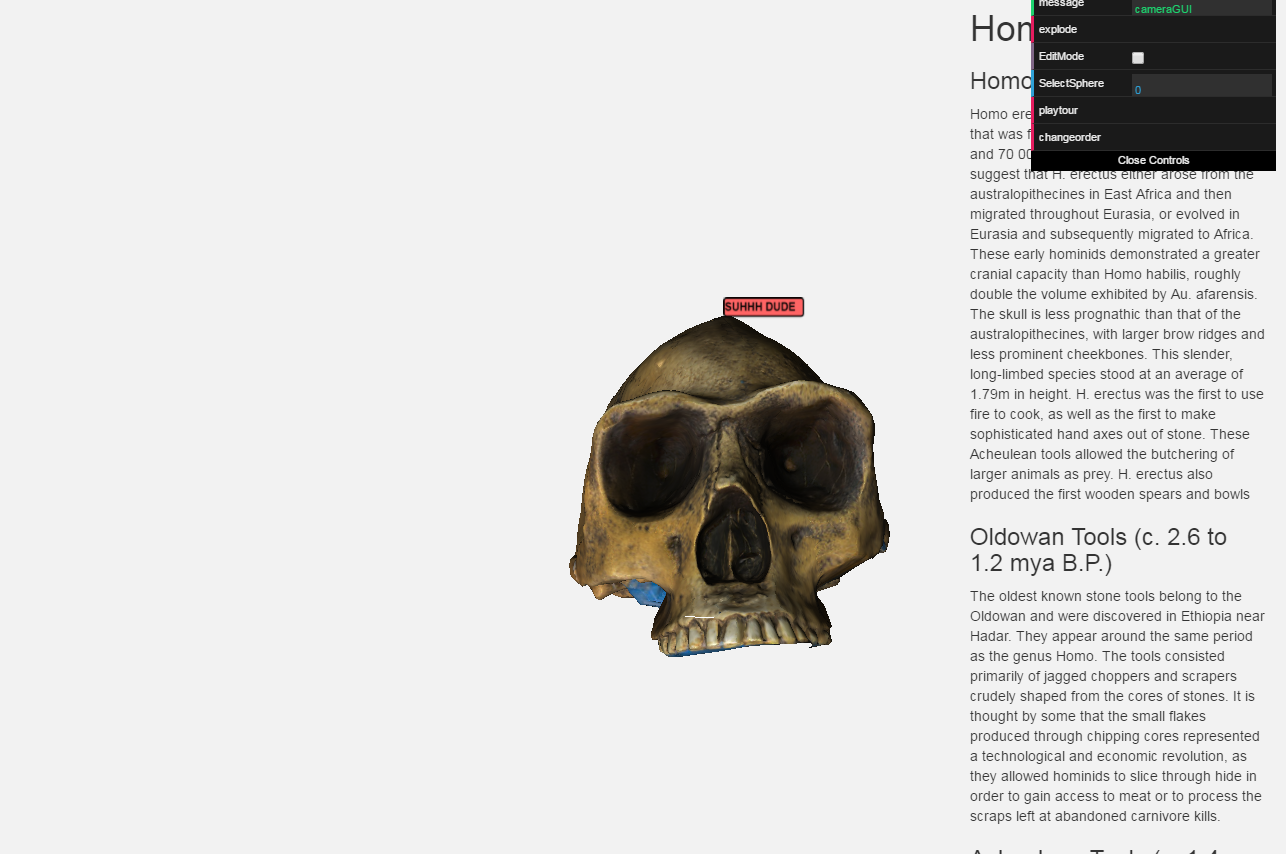 message
cameraGUI
explode
EditMode
SelectSphere
0
playtour
changeorder
Close Controls
SUHHH DUDE
Hon
Homo
Homo ere
that was f
and 70 00
suggest that H. erectus either arose from the
australopithecines in East Africa and then
migrated throughout Eurasia, or evolved in
Eurasia and subsequently migrated to Africa.
These early hominids demonstrated a greater
cranial capacity than Homo habilis, roughly
double the volume exhibited by Au. afarensis.
The skull is less prognathic than that of the
australopithecines, with larger brow ridges and
less prominent cheekbones. This slender,
long-limbed species stood at an average of
1.79m in height. H. erectus was the first to use
fire to cook, as well as the first to make
sophisticated hand axes out of stone. These
Acheulean tools allowed the butchering of
larger animals as prey. H. erectus also
produced the first wooden spears and bowls
Oldowan Tools (c. 2.6 to
1.2 mya B.P.)
The oldest known stone tools belong to the
Oldowan and were discovered in Ethiopia near
Hadar. They appear around the same period
as the genus Homo. The tools consisted
primarily of jagged choppers and scrapers
crudely shaped from the cores of stones. It is
thought by some that the small flakes
produced through chipping cores represented
a technological and economic revolution, as
they allowed hominids to slice through hide in
order to gain access to meat or to process the
scraps left at abandoned carnivore kills.